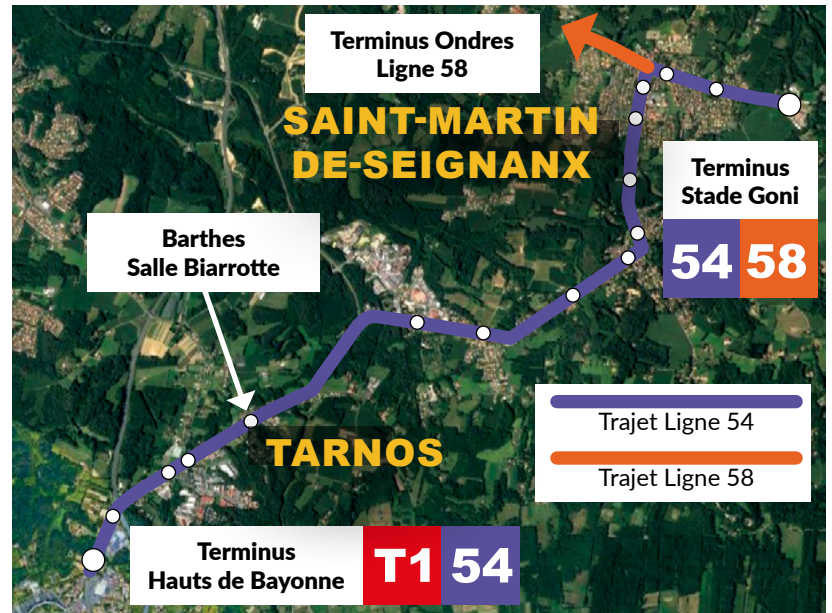 Terminus Ondres
Ligne 58
SAINT-MARTIN
DE-SEIGNANX
Terminus
Stade Goni
54 58
Barthes
Salle Biarrotte
TARNOS
Trajet Ligne 54
Trajet Ligne 58
Terminus
Hauts de Bayonne
T1 54